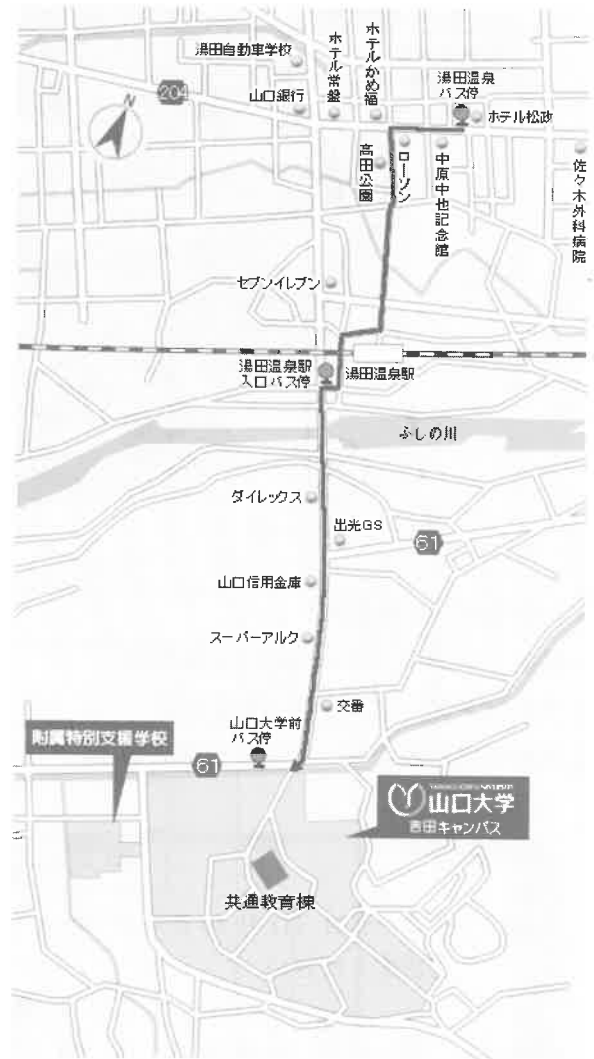 湯田自動車学校
ホテル常盤
ホテルかめ福
湯田温泉
バス停
204
山口銀行
ホテル松政
N
高田公園
ローソン
中原中也記念館
佐々木外科病院
セブンイレブン
湯田温泉駅
入口バス停
湯田温泉駅
ふしの川
ダイレックス
出光GS
61
山口信用金庫
スーパーアルク
交番
山口大学前
バス停
附属特別支援学校
61
山口大学
吉田キャンパス
共通教育棟